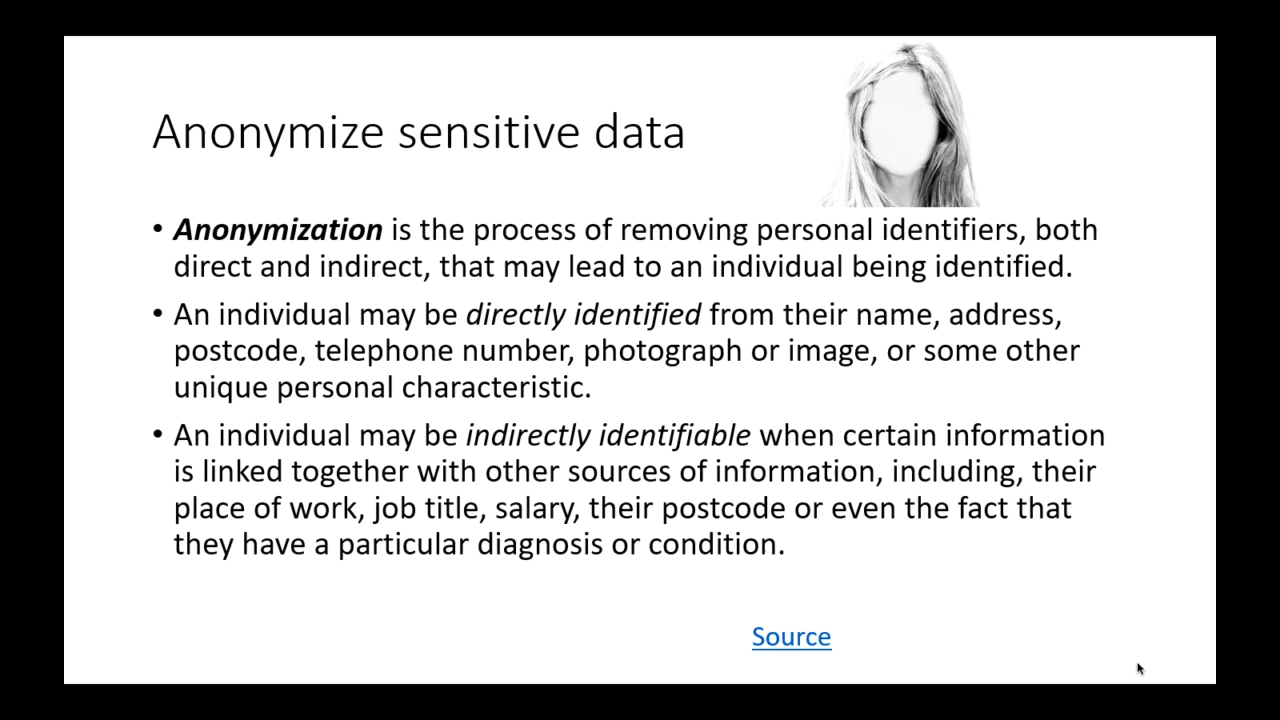 Anonymize sensitive data
• Anonymization is the process of removing personal identifiers, both
direct and indirect, that may lead to an individual being identified.
• An individual may be directly identified from their name, address,
postcode, telephone number, photograph or image, or some other
unique personal characteristic.
• An individual may be indirectly identifiable when certain information
is linked together with other sources of information, including, their
place of work, job title, salary, their postcode or even the fact that
they have a particular diagnosis or condition.
Source